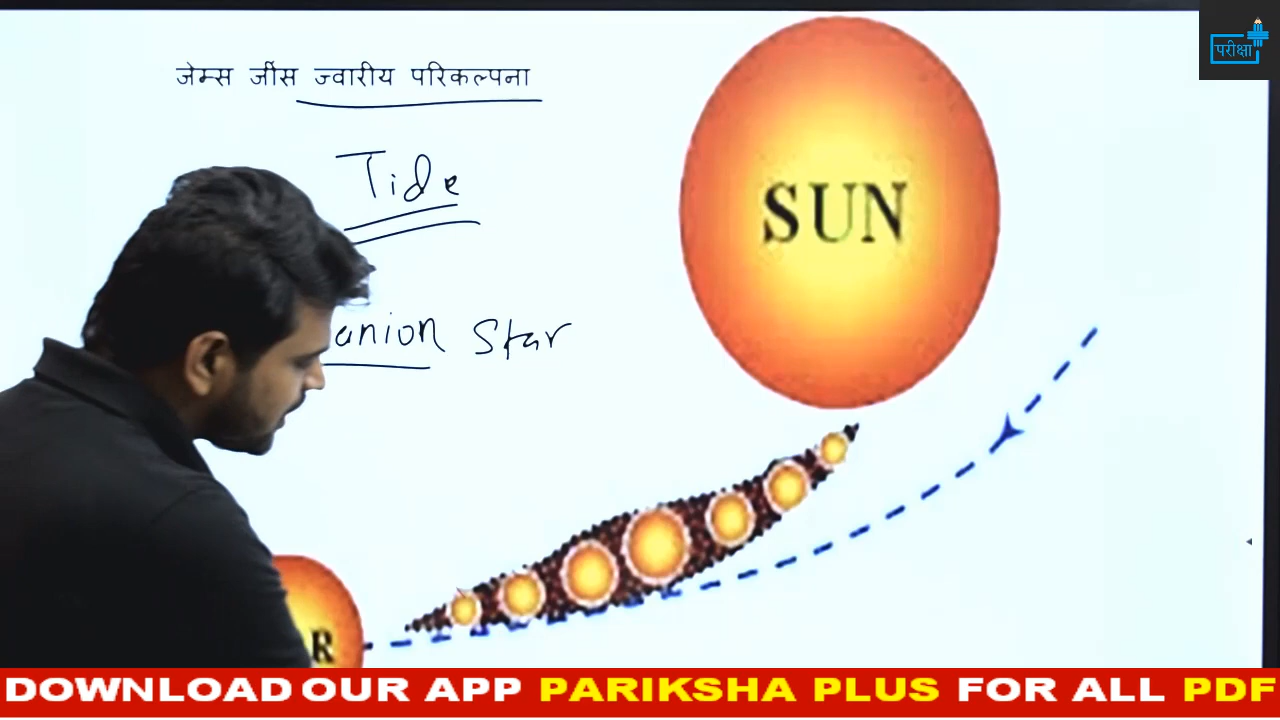 परीक्षा
जेम्स जींस ज्वारीय परिकल्पना
Tide
anion Star
SUN
R
DOWNLOAD OUR APP PARIKSHA PLUS FOR ALL PDF